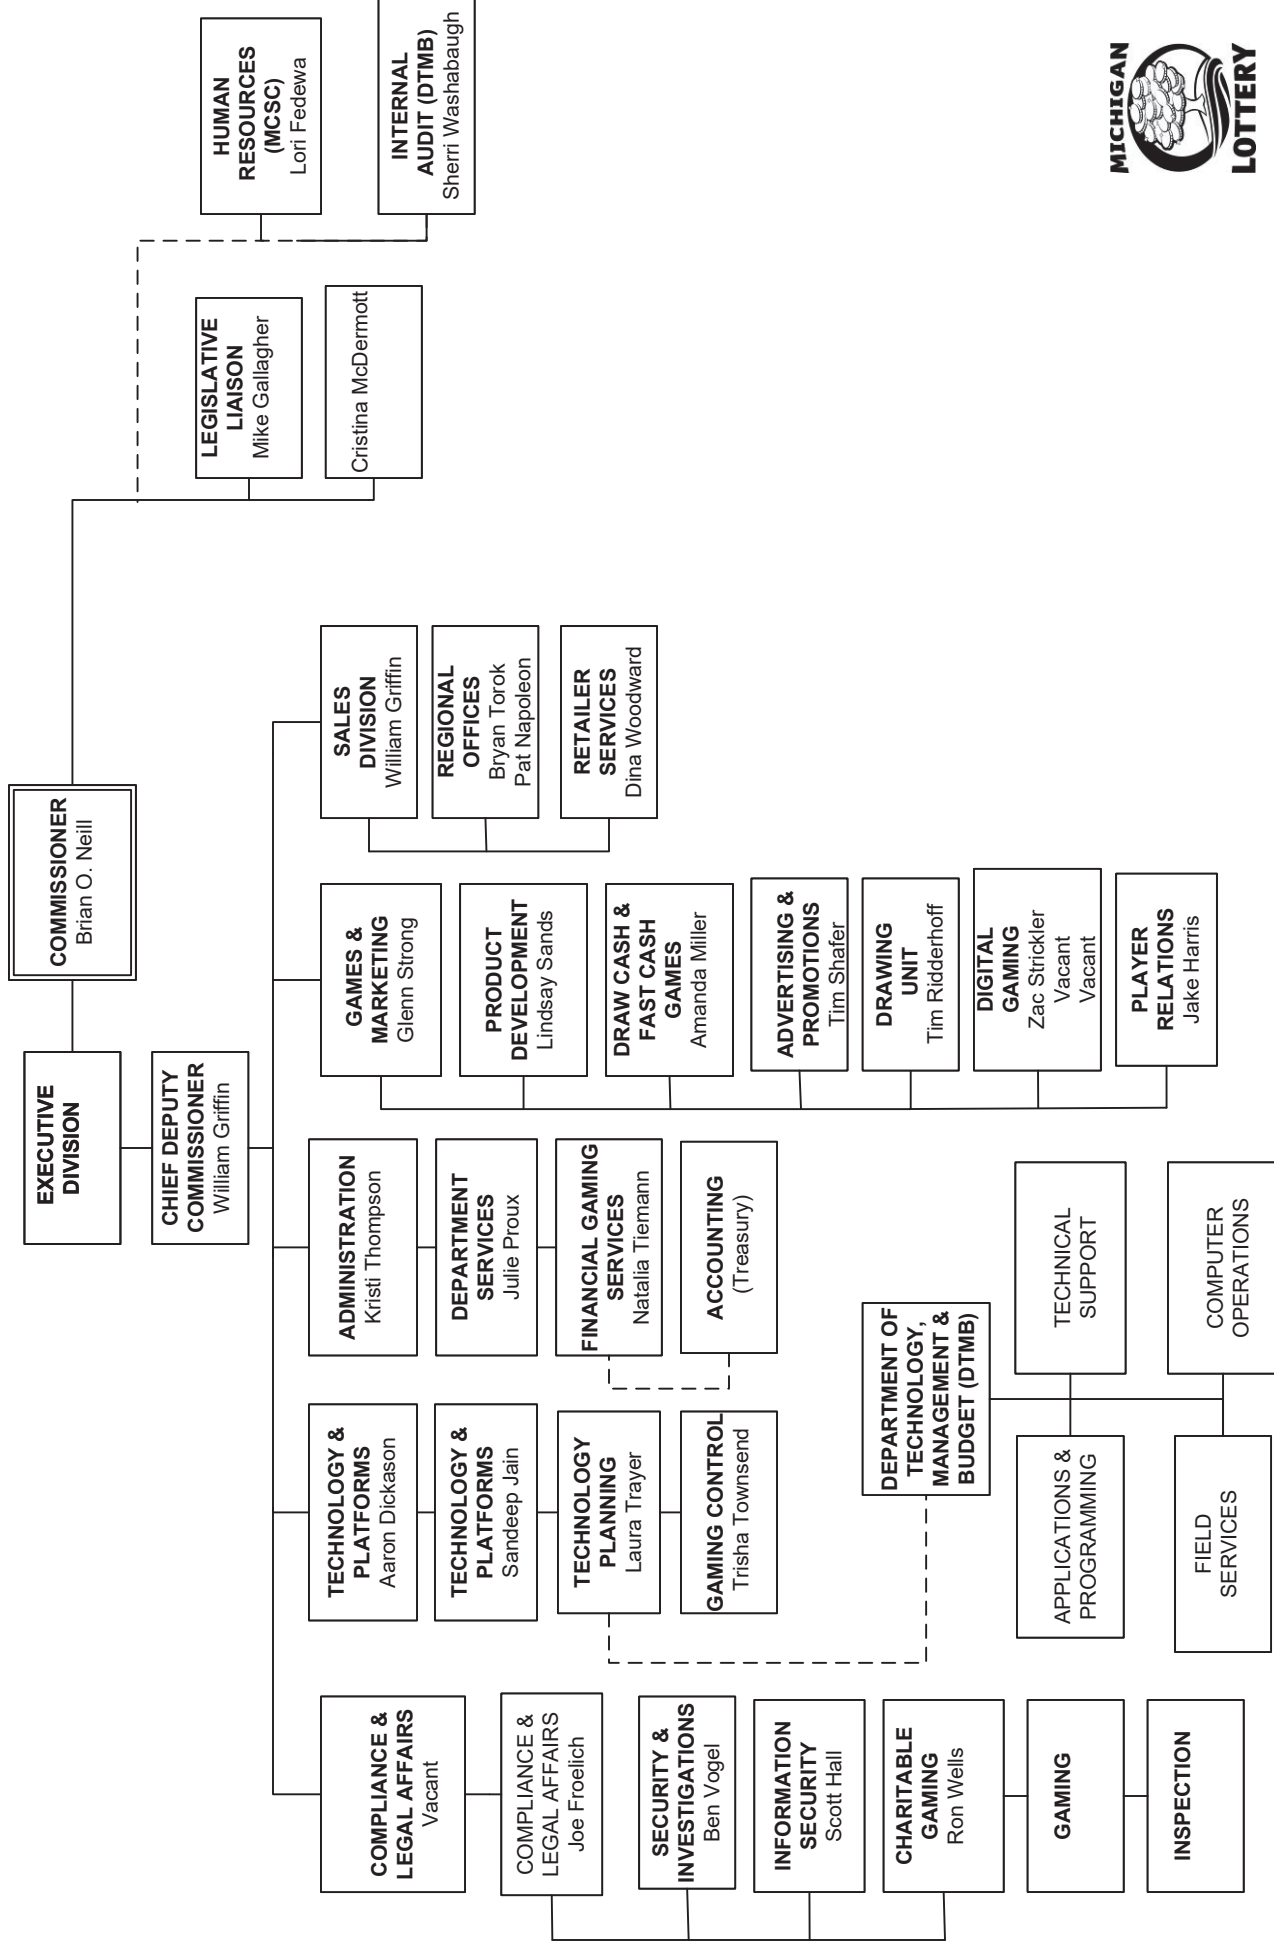 COMMISSIONER
Brian O. Neill
EXECUTIVE
DIVISION
CHIEF DEPUTY
COMMISSIONER
William Griffin
LEGISLATIVE
LIAISON
Mike Gallagher
Cristina McDermott
HUMAN
RESOURCES
(MCSC)
Lori Fedewa
INTERNAL
AUDIT (DTMB)
Sherri Washabaugh
COMPLIANCE &
LEGAL AFFAIRS
Vacant
COMPLIANCE &
LEGAL AFFAIRS
Joe Froelich
SECURITY &
INVESTIGATIONS
Ben Vogel
INFORMATION
SECURITY
Scott Hall
CHARITABLE
GAMING
Ron Wells
GAMING
INSPECTION
TECHNOLOGY &
PLATFORMS
Aaron Dickason
TECHNOLOGY &
PLATFORMS
Sandeep Jain
TECHNOLOGY
PLANNING
Laura Trayer
GAMING CONTROL
Trisha Townsend
DEPARTMENT OF
TECHNOLOGY,
MANAGEMENT &
BUDGET (DTMB)
APPLICATIONS &
PROGRAMMING
TECHNICAL
SUPPORT
FIELD
SERVICES
COMPUTER
OPERATIONS
ADMINISTRATION
Kristi Thompson
DEPARTMENT
SERVICES
Julie Proux
FINANCIAL GAMING
SERVICES
Natalia Tiemann
ACCOUNTING
(Treasury)
GAMES &
MARKETING
Glenn Strong
PRODUCT
DEVELOPMENT
Lindsay Sands
DRAW CASH &
FAST CASH
GAMES
Amanda Miller
ADVERTISING &
PROMOTIONS
Tim Shafer
DRAWING
UNIT
Tim Ridderhoff
DIGITAL
GAMING
Zac Strickler
Vacant
Vacant
PLAYER
RELATIONS
Jake Harris
SALES
DIVISION
William Griffin
REGIONAL
OFFICES
Bryan Torok
Pat Napoleon
RETAILER
SERVICES
Dina Woodward
MICHIGAN
LOTTERY